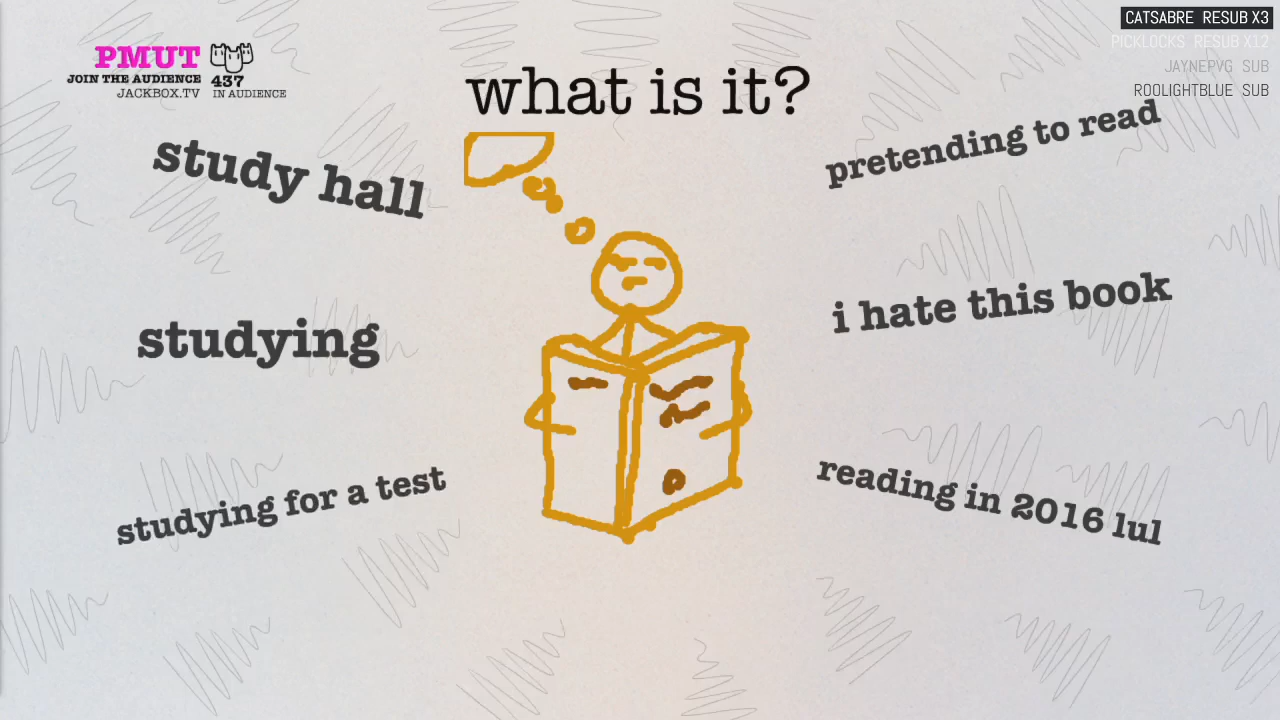 PMUT
JOIN THE AUDIENCE
JACKBOX.TV
437
IN AUDIENCE
CATSABRE RESUB X3
PICKLOCKS RESUB X12
JAYNEPVG SUB
ROOLIGHTBLUE SUB
what is it?
study hall
pretending to read
studying
i hate this book
studying for a test
reading in 2016 lul